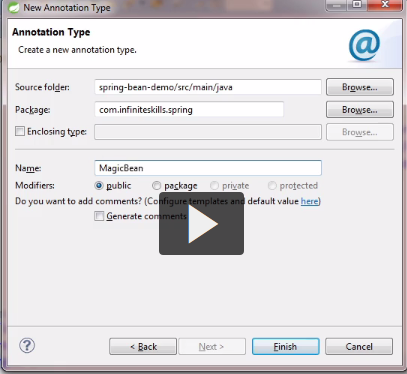 New Annotation Type
Annotation Type
Create a new annotation type.
Source folder: spring-bean-demo/src/main/java Browse...
Package: com.infiniteskills.spring Browse...
Enclosing type: Browse...
Name: MagicBean
Modifiers: public package private protected
Do you want to add comments? (Configure templates and default value here)
Generate comments
? < Back Next > Finish Cancel